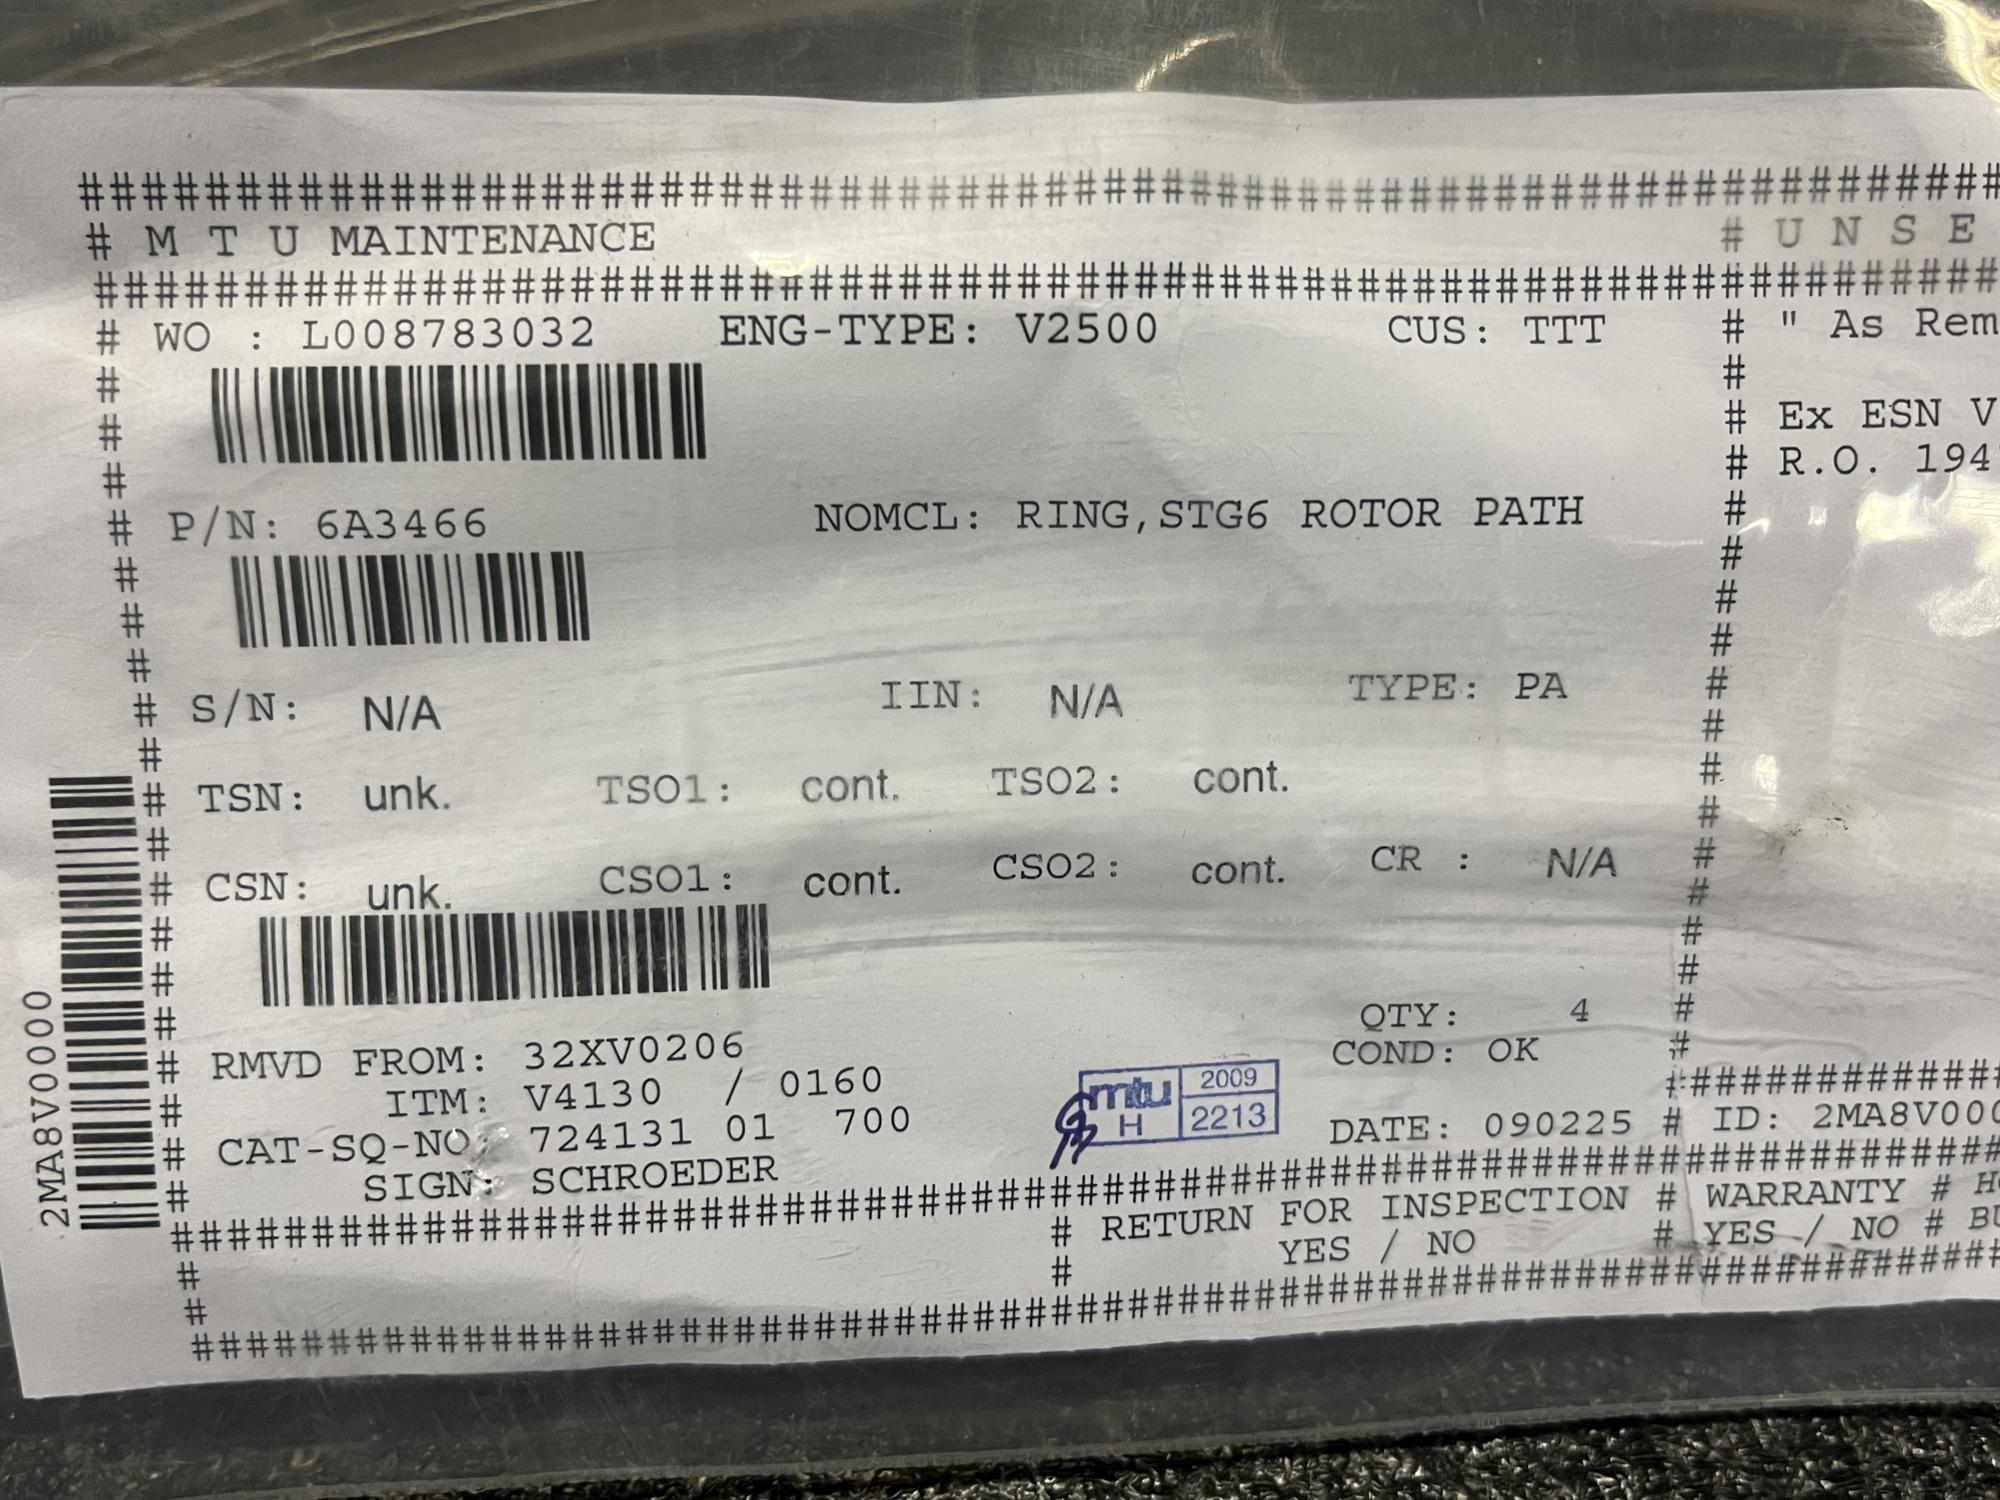 ##########################################################
# M T U MAINTENANCE # U N S E
##########################################################
# WO : L008783032 ENG-TYPE: V2500 CUS: TTT # " As Rem
# #
# # Ex ESN V
# # R.O. 194
# P/N: 6A3466 NOMCL: RING,STG6 ROTOR PATH #
# S/N: N/A IIN: N/A TYPE: PA #
# TSN: unk. TSO1: cont. TSO2: cont. #
# CSN: unk. CSO1: cont. CSO2: cont. CR : N/A #
# QTY: 4 #
# RMVD FROM: 32XV0206 COND: OK #
# ITM: V4130 / 0160 ############
# CAT-SQ-NO: 724131 01 700 DATE: 090225 # ID: 2MA8V000
# SIGN: SCHROEDER
mtu 2009
H 2213
##########################################################
# # RETURN FOR INSPECTION # WARRANTY # H
# # YES / NO # YES / NO # BU
##########################################################
2MA8V0000